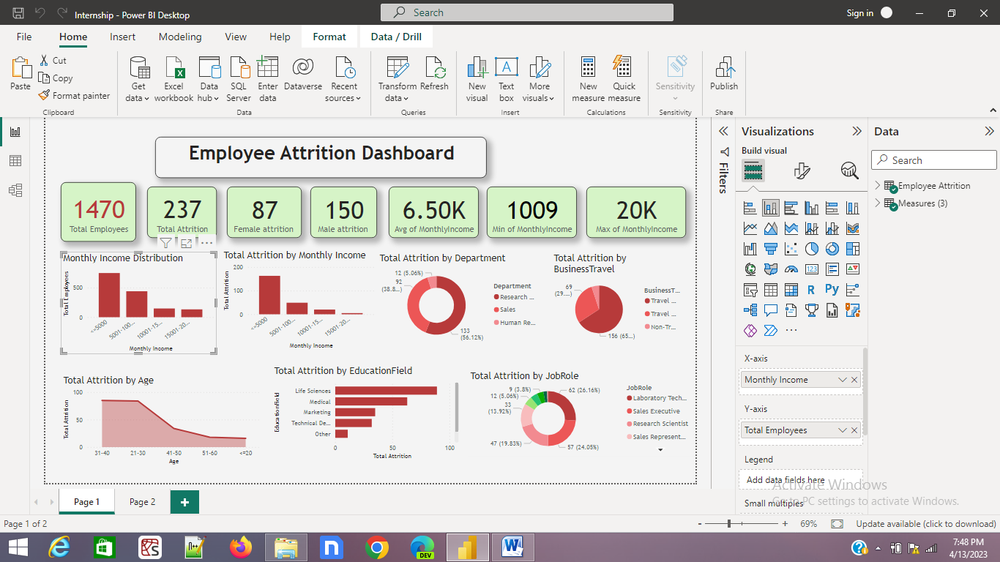 Internship - Power BI Desktop
Search
Sign in
File Home Insert Modeling View Help Format Data / Drill
Paste
Cut
Copy
Format painter
Clipboard
Get data
Excel workbook
Data hub
SQL Server
Enter data
Dataverse
Recent sources
Data
Transform data
Refresh
Queries
New visual
Text box
More visuals
Insert
New measure
Quick measure
Calculations
Sensitivity
Sensitivity
Publish
Share
Employee Attrition Dashboard
1470
Total Employees
237
Total Attrition
87
Female attrition
150
Male attrition
6.50K
Avg of MonthlyIncome
1009
Min of MonthlyIncome
20K
Max of MonthlyIncome
Monthly Income Distribution
Total Employees
500
0
<=5000
5001-100...
10001-15...
15001-20...
Monthly Income
Total Attrition by Monthly Income
Total Attrition
200
100
0
<=5000
5001-100...
10001-15...
15001-20...
Monthly Income
Total Attrition by Department
12 (5.06%)
92
(38.8...)
133
(56.12%)
Department
Research ...
Sales
Human Re...
Total Attrition by
BusinessTravel
69
(29....)
156 (65...)
BusinessT...
Travel ...
Travel ...
Non-Tr...
Total Attrition by Age
Total Attrition
100
50
0
31-40
21-30
41-50
51-60
<=20
Age
Total Attrition by EducationField
EducationField
Life Sciences
Medical
Marketing
Technical De...
Other
0
50
100
Total Attrition
Total Attrition by JobRole
9 (3.8%)
12 (5.06%)
33
(13.92%)
47 (19.83%)
62 (26.16%)
57 (24.05%)
JobRole
Laboratory Tech...
Sales Executive
Research Scientist
Sales Represent...
Filters
Visualizations
Build visual
123
R
Py
X-axis
Monthly Income
Y-axis
Total Employees
Legend
Add data fields here
Small multiples
Data
Search
Employee Attrition
Measures (3)
Activate Windows
Go to PC settings to activate Windows.
Page 1
Page 2
Page 1 of 2
69%
Update available (click to download)
DEV
7:48 PM
4/13/2023